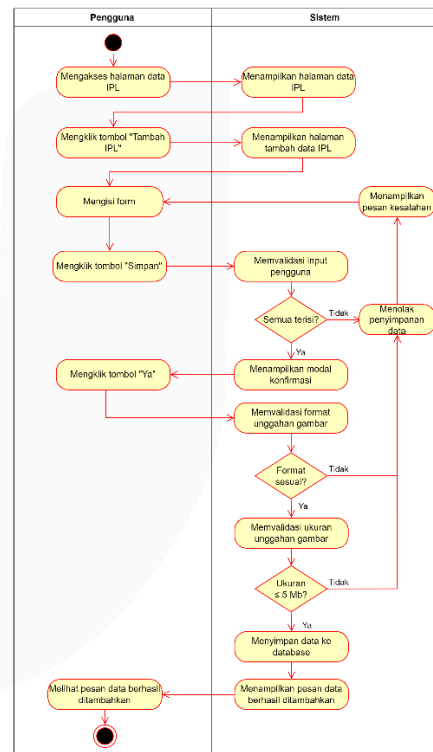 Pengguna
Sistem
Mengakses halaman data
IPL
Menampilkan halaman data
IPL
Mengklik tombol "Tambah
IPL"
Menampilkan halaman
tambah data IPL
Mengisi form
Menampilkan
pesan kesalahan
Mengklik tombol "Simpan"
Memvalidasi input
pengguna
Semua terisi?
Tidak
Menolak
penyimpanan
data
Ya
Mengklik tombol "Ya"
Menampilkan modal
konfirmasi
Memvalidasi format
unggahan gambar
Format
sesuai?
Tidak
Ya
Memvalidasi ukuran
unggahan gambar
Ukuran
≤ 5 Mb?
Tidak
Ya
Menyimpan data ke
database
Melihat pesan data berhasil
ditambahkan
Menampilkan pesan data
berhasil ditambahkan